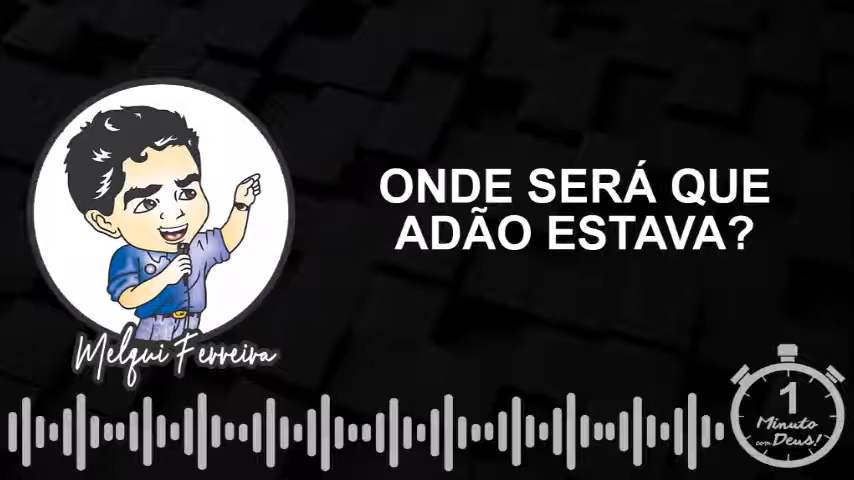 ONDE SERÁ QUE
ADÃO ESTAVA?
Melqui Ferreira
1
Minuto
com Deus!